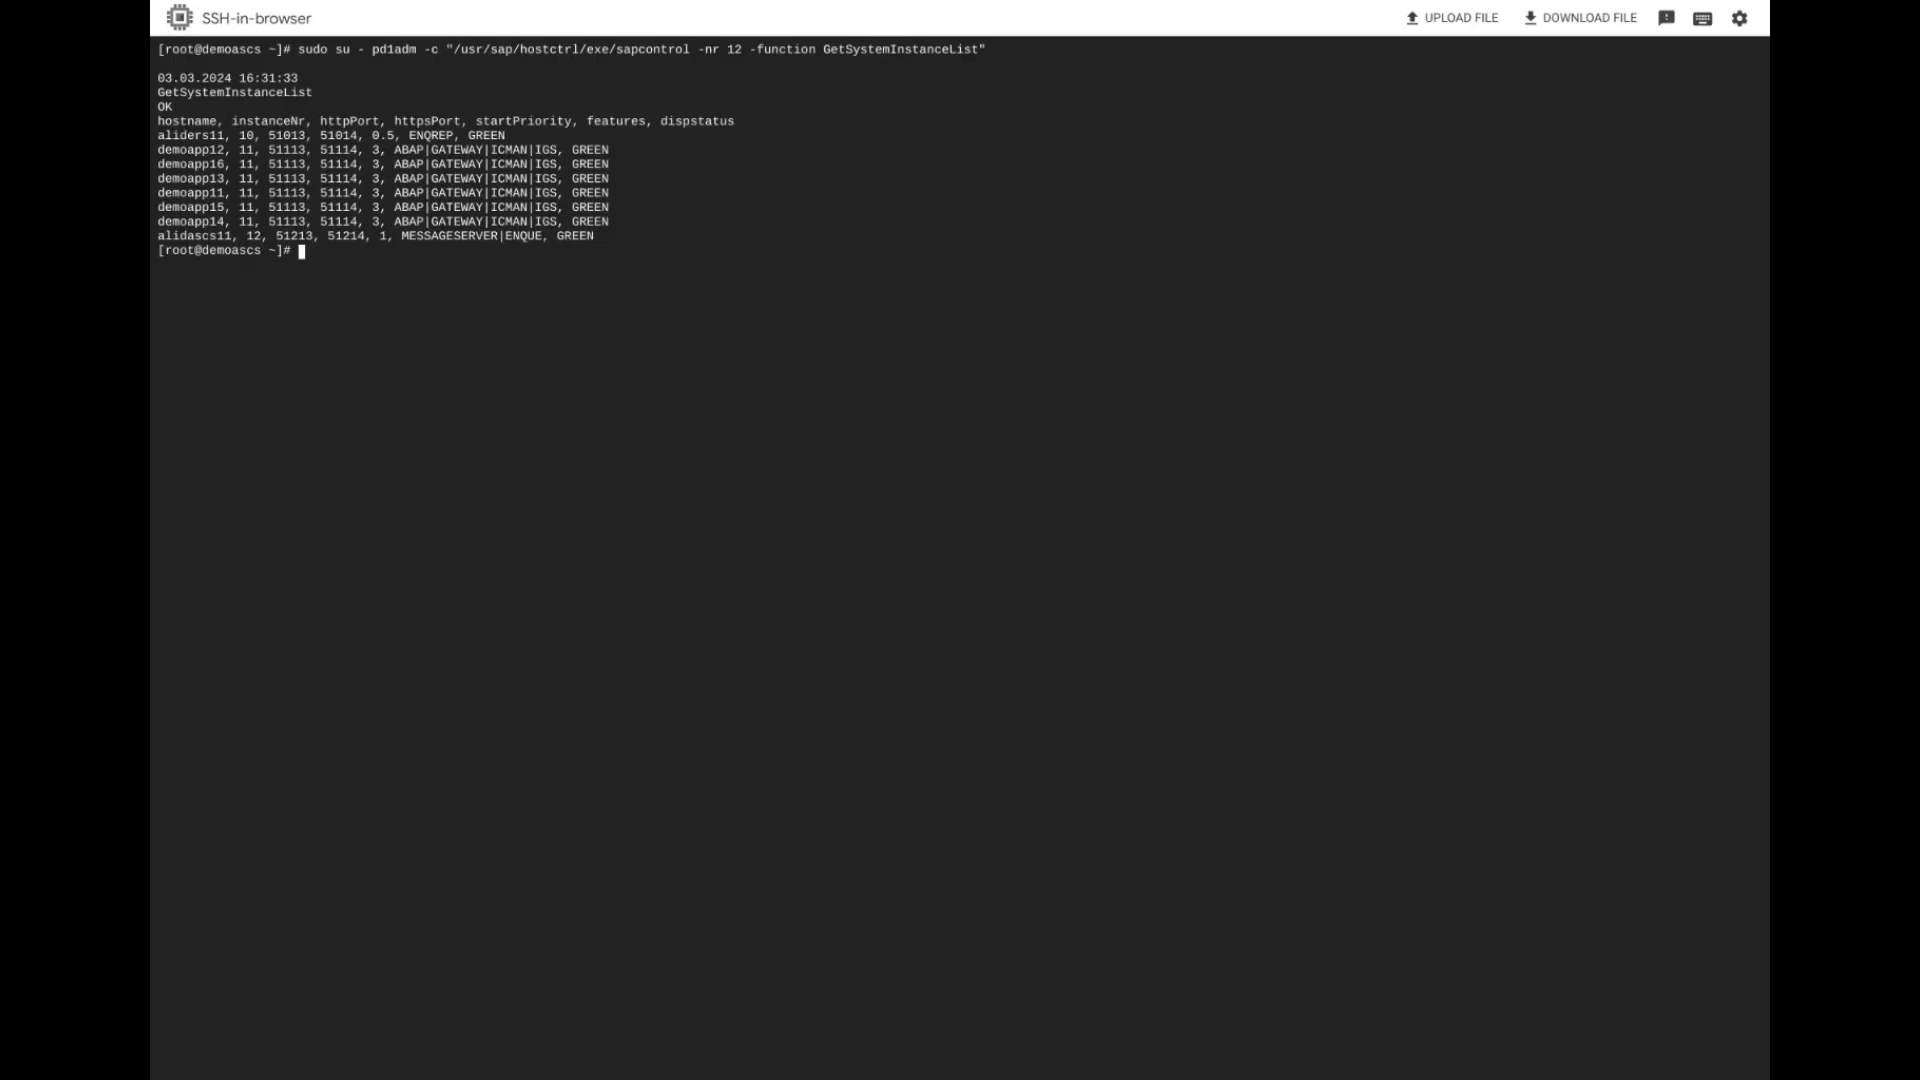 SSH-in-browser
UPLOAD FILE
DOWNLOAD FILE
[root@demoascs ~]# sudo su - pd1adm -c "/usr/sap/hostctrl/exe/sapcontrol -nr 12 -function GetSystemInstanceList"
03.03.2024 16:31:33
GetSystemInstanceList
OK
hostname, instanceNr, httpPort, httpsPort, startPriority, features, dispstatus
aliders11, 10, 51013, 51014, 0.5, ENQREP, GREEN
demoapp12, 11, 51113, 51114, 3, ABAP|GATEWAY|ICMAN|IGS, GREEN
demoapp16, 11, 51113, 51114, 3, ABAP|GATEWAY|ICMAN|IGS, GREEN
demoapp13, 11, 51113, 51114, 3, ABAP|GATEWAY|ICMAN|IGS, GREEN
demoapp11, 11, 51113, 51114, 3, ABAP|GATEWAY|ICMAN|IGS, GREEN
demoapp15, 11, 51113, 51114, 3, ABAP|GATEWAY|ICMAN|IGS, GREEN
demoapp14, 11, 51113, 51114, 3, ABAP|GATEWAY|ICMAN|IGS, GREEN
alidascs11, 12, 51213, 51214, 1, MESSAGESERVER|ENQUE, GREEN
[root@demoascs ~]#